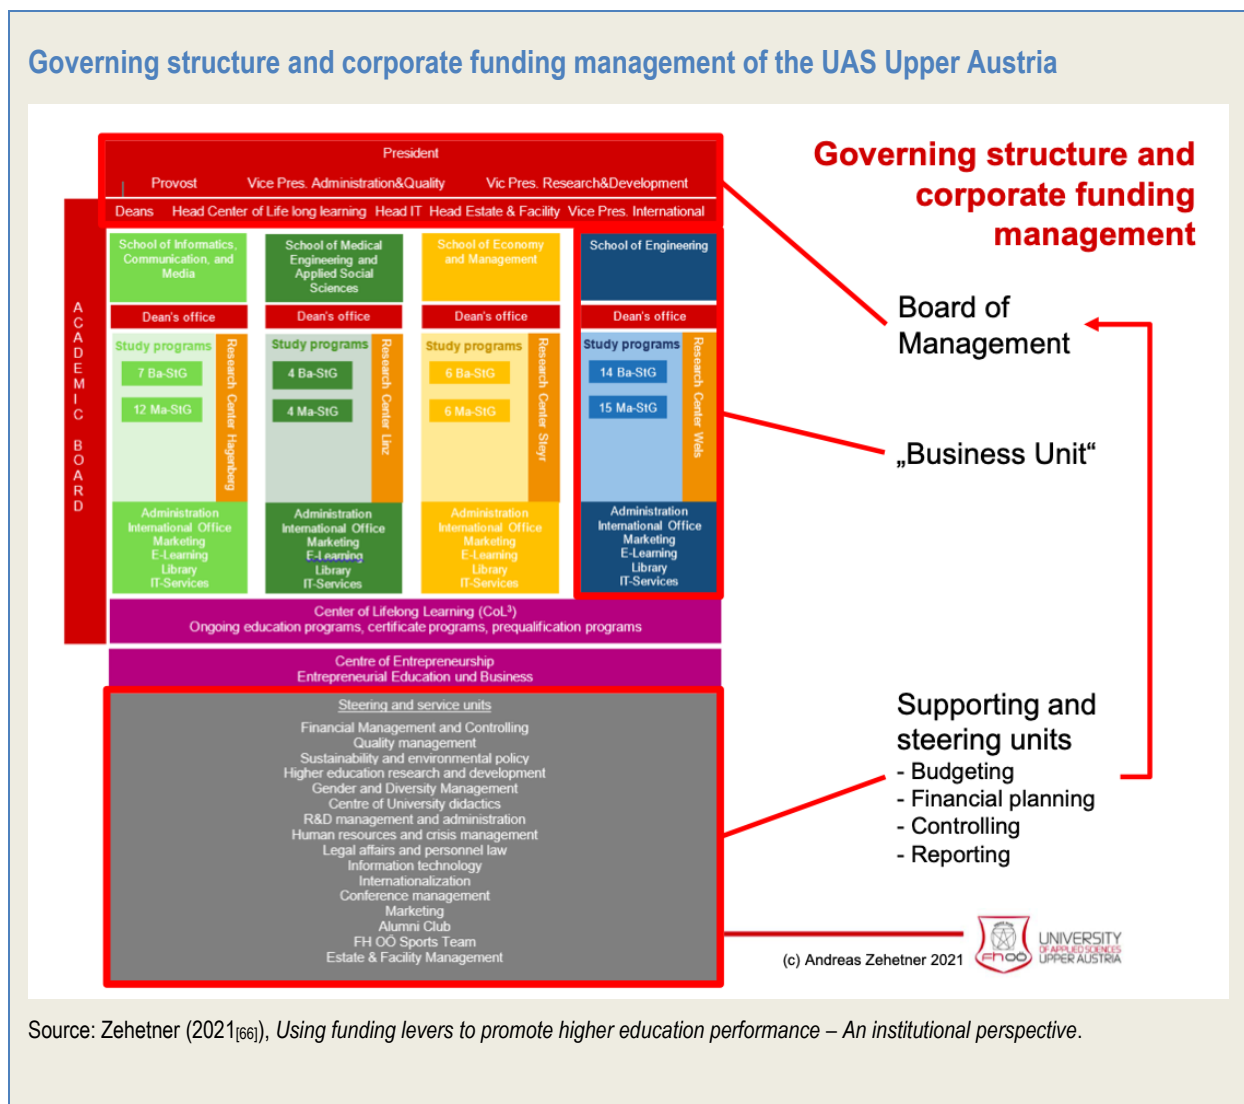 Governing structure and corporate funding management of the UAS Upper Austria
Governing structure and
corporate funding
management
President
Provost Vice Pres. Administration&Quality Vic Pres. Research&Development
Deans Head Center of Life long learning Head IT Head Estate & Facility Vice Pres. International
ACADEMIC BOARD
School of Informatics,
Communication, and
Media
Dean's office
Study programs
7 Ba-StG
12 Ma-StG
Research Center Hagenberg
Administration
International Office
Marketing
E-Learning
Library
IT-Services
School of Medical
Engineering and
Applied Social
Sciences
Dean's office
Study programs
4 Ba-StG
4 Ma-StG
Research Center Linz
Administration
International Office
Marketing
E-Learning
Library
IT-Services
School of Economy
and Management
Dean's office
Study programs
6 Ba-StG
6 Ma-StG
Research Center Steyr
Administration
International Office
Marketing
E-Learning
Library
IT-Services
School of Engineering
Dean's office
Study programs
14 Ba-StG
15 Ma-StG
Research Center Wels
Administration
International Office
Marketing
E-Learning
Library
IT-Services
Center of Lifelong Learning (CoL³)
Ongoing education programs, certificate programs, prequalification programs
Centre of Entrepreneurship
Entrepreneurial Education und Business
Steering and service units
Financial Management and Controlling
Quality management
Sustainability and environmental policy
Higher education research and development
Gender and Diversity Management
Centre of University didactics
R&D management and administration
Human resources and crisis management
Legal affairs and personnel law
Information technology
Internationalization
Conference management
Marketing
Alumni Club
FH OÖ Sports Team
Estate & Facility Management
Board of
Management
„Business Unit“
Supporting and
steering units
- Budgeting
- Financial planning
- Controlling
- Reporting
(c) Andreas Zehetner 2021
FH OÖ
UNIVERSITY
OF APPLIED SCIENCES
UPPER AUSTRIA
Source: Zehetner (2021[66]), Using funding levers to promote higher education performance – An institutional perspective.